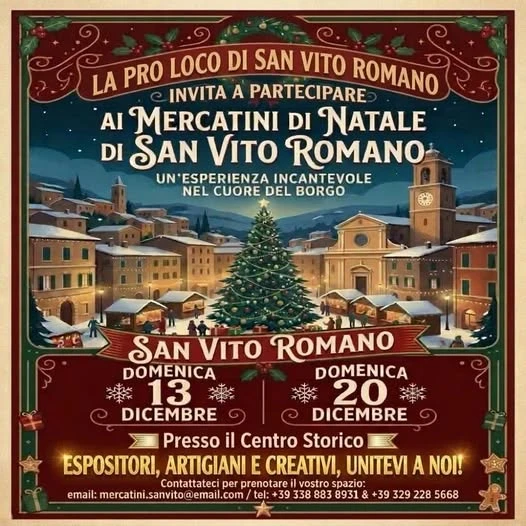 LA PRO LOCO DI SAN VITO ROMANO
INVITA A PARTECIPARE
AI MERCATINI DI NATALE
DI SAN VITO ROMANO
UN'ESPERIENZA INCANTEVOLE
NEL CUORE DEL BORGO
SAN VITO ROMANO
DOMENICA
13
DICEMBRE
DOMENICA
20
DICEMBRE
Presso il Centro Storico
ESPOSITORI, ARTIGIANI E CREATIVI, UNITEVI A NOI!
Contattateci per prenotare il vostro spazio:
email: mercatini.sanvito@email.com / tel: +39 338 883 8931 & +39 329 228 5668